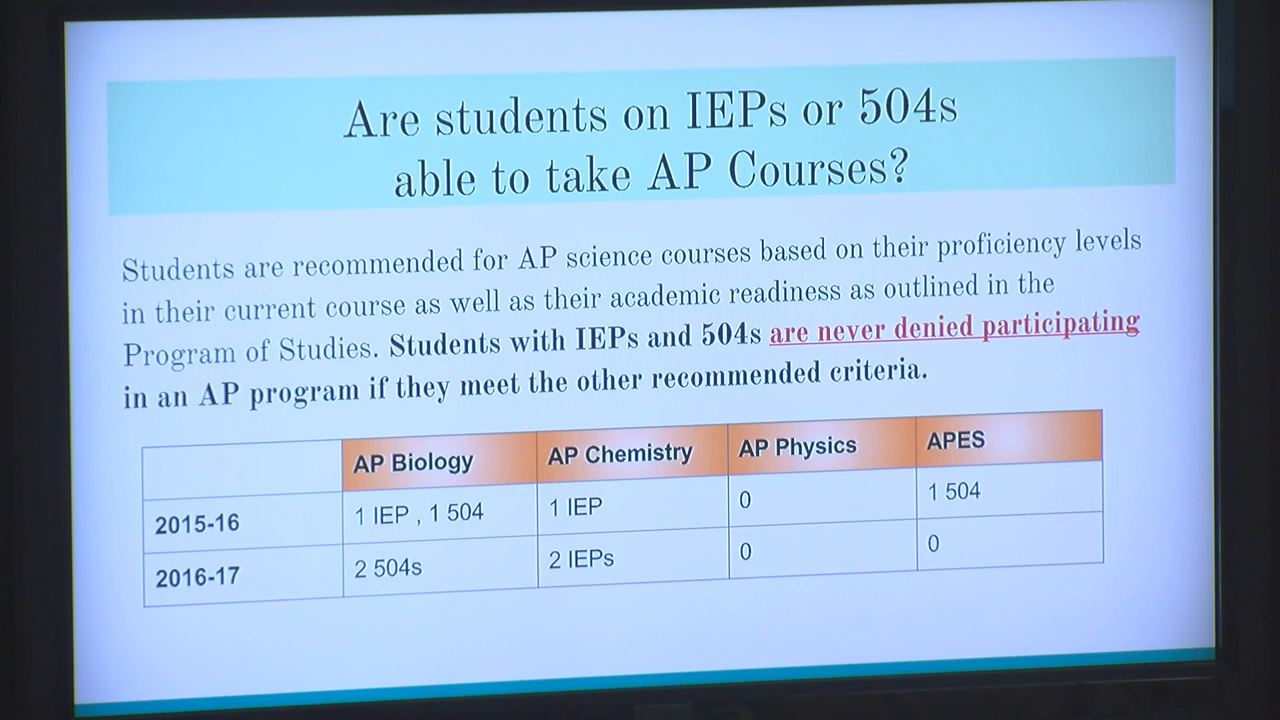 Are students on IEPs or 504s
able to take AP Courses?
Students are recommended for AP science courses based on their proficiency levels
in their current course as well as their academic readiness as outlined in the
Program of Studies. Students with IEPs and 504s are never denied participating
in an AP program if they meet the other recommended criteria.
AP Biology AP Chemistry AP Physics APES
2015-16 1 IEP , 1 504 1 IEP 0 1 504
2016-17 2 504s 2 IEPs 0 0